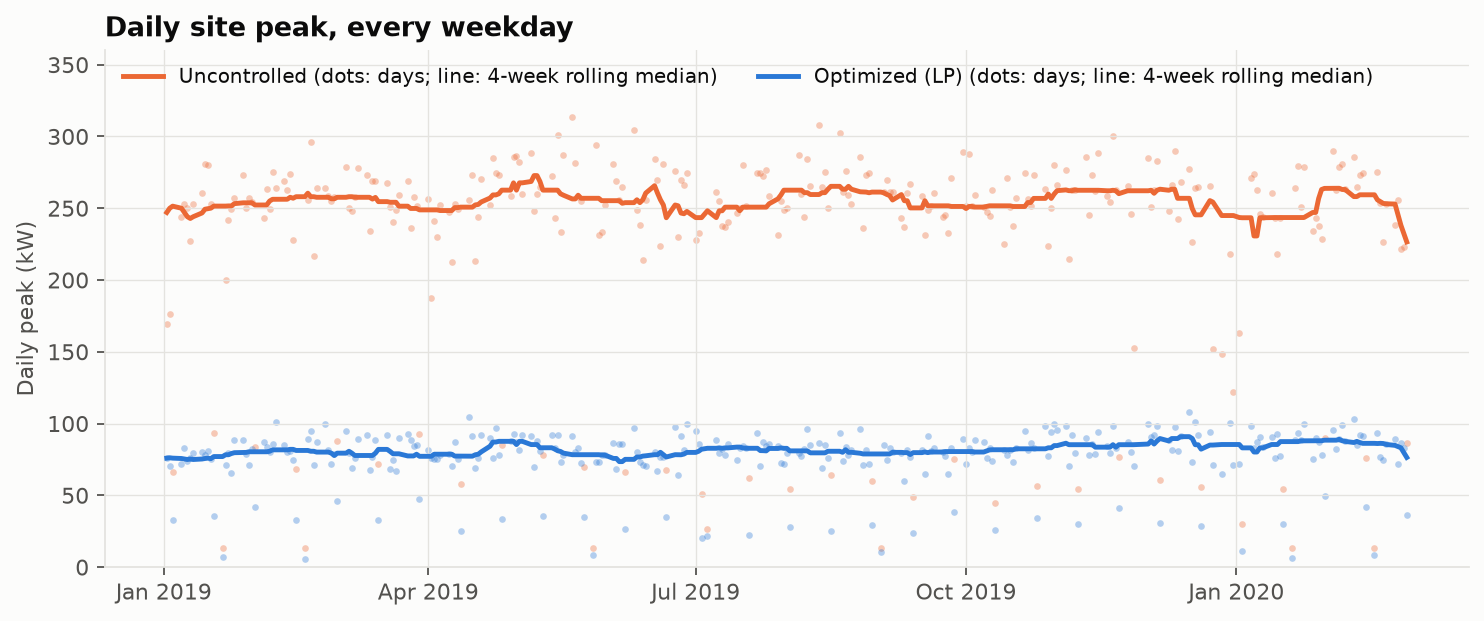 Daily site peak, every weekday
Uncontrolled (dots: days; line: 4-week rolling median)
Optimized (LP) (dots: days; line: 4-week rolling median)
Daily peak (kW)
350
300
250
200
150
100
50
0
Jan 2019
Apr 2019
Jul 2019
Oct 2019
Jan 2020